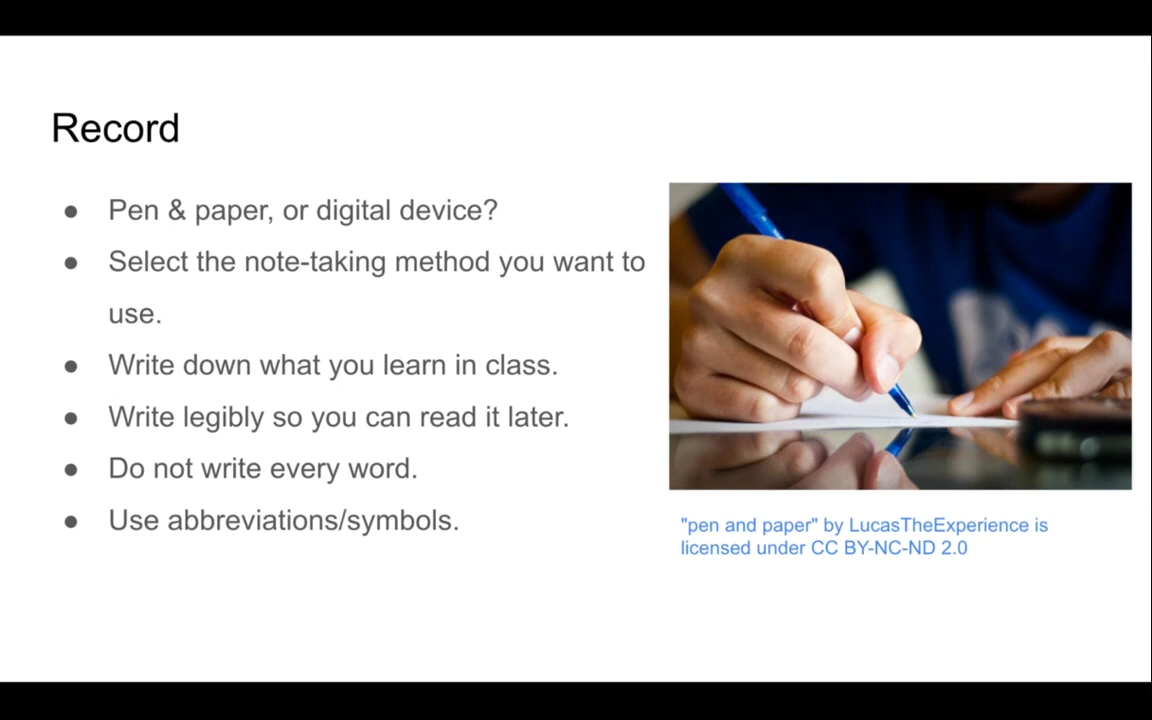 Record
● Pen & paper, or digital device?
● Select the note-taking method you want to
use.
● Write down what you learn in class.
● Write legibly so you can read it later.
● Do not write every word.
● Use abbreviations/symbols.
"pen and paper" by LucasTheExperience is
licensed under CC BY-NC-ND 2.0